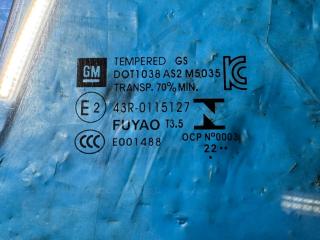 GM
TEMPERED GS
DOT1038 AS2 M5035
TRANSP. 70% MIN.
E2 43R-0115127
FUYAO T3.5
OCP Nº0003
CCC E001488
22••